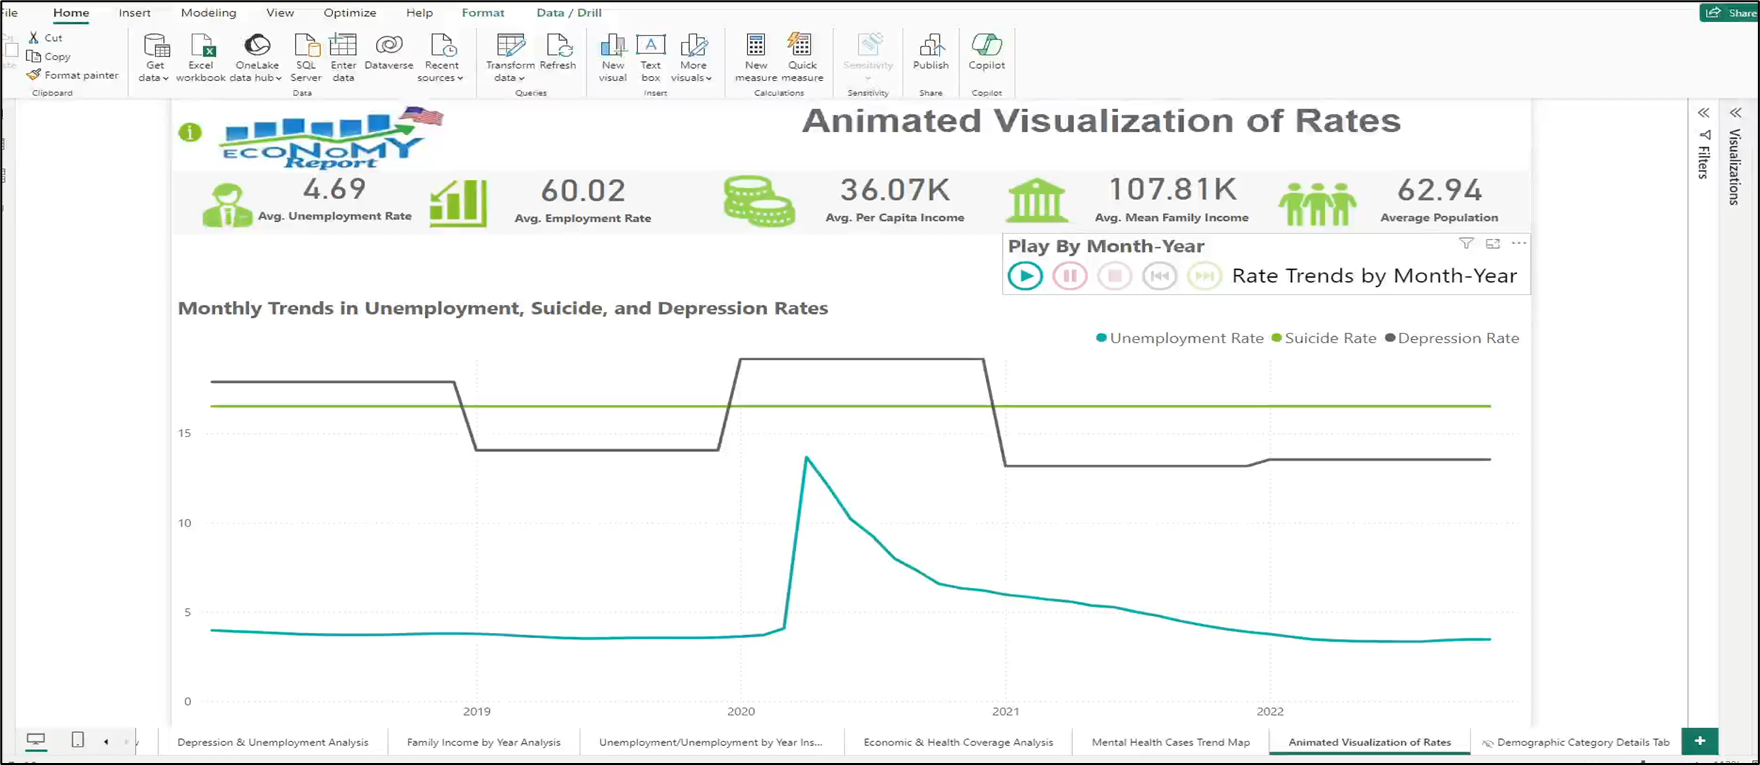 File Home Insert Modeling View Optimize Help Format Data / Drill Share
Cut
Copy
Format painter
Clipboard
Get data
Excel workbook
OneLake data hub
SQL Server
Enter data
Dataverse
Recent sources
Data
Transform data
Refresh
Queries
New visual
Text box
More visuals
Insert
New measure
Quick measure
Calculations
Sensitivity
Sensitivity
Publish
Share
Copilot
Copilot
ECONOMY
Report
Animated Visualization of Rates
4.69
Avg. Unemployment Rate
60.02
Avg. Employment Rate
36.07K
Avg. Per Capita Income
107.81K
Avg. Mean Family Income
62.94
Average Population
Filters
Visualizations
Play By Month-Year
Rate Trends by Month-Year
Monthly Trends in Unemployment, Suicide, and Depression Rates
Unemployment Rate Suicide Rate Depression Rate
15
10
5
0
2019 2020 2021 2022
Depression & Unemployment Analysis
Family Income by Year Analysis
Unemployment/Unemployment by Year Ins...
Economic & Health Coverage Analysis
Mental Health Cases Trend Map
Animated Visualization of Rates
Demographic Category Details Tab